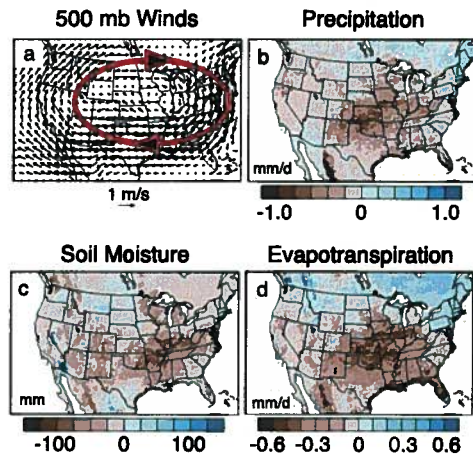 500 mb Winds
Precipitation
a
b
mm/d
1 m/s
-1.0 0 1.0
Soil Moisture
Evapotranspiration
c
d
mm
mm/d
-100 0 100
-0.6 -0.3 0 0.3 0.6